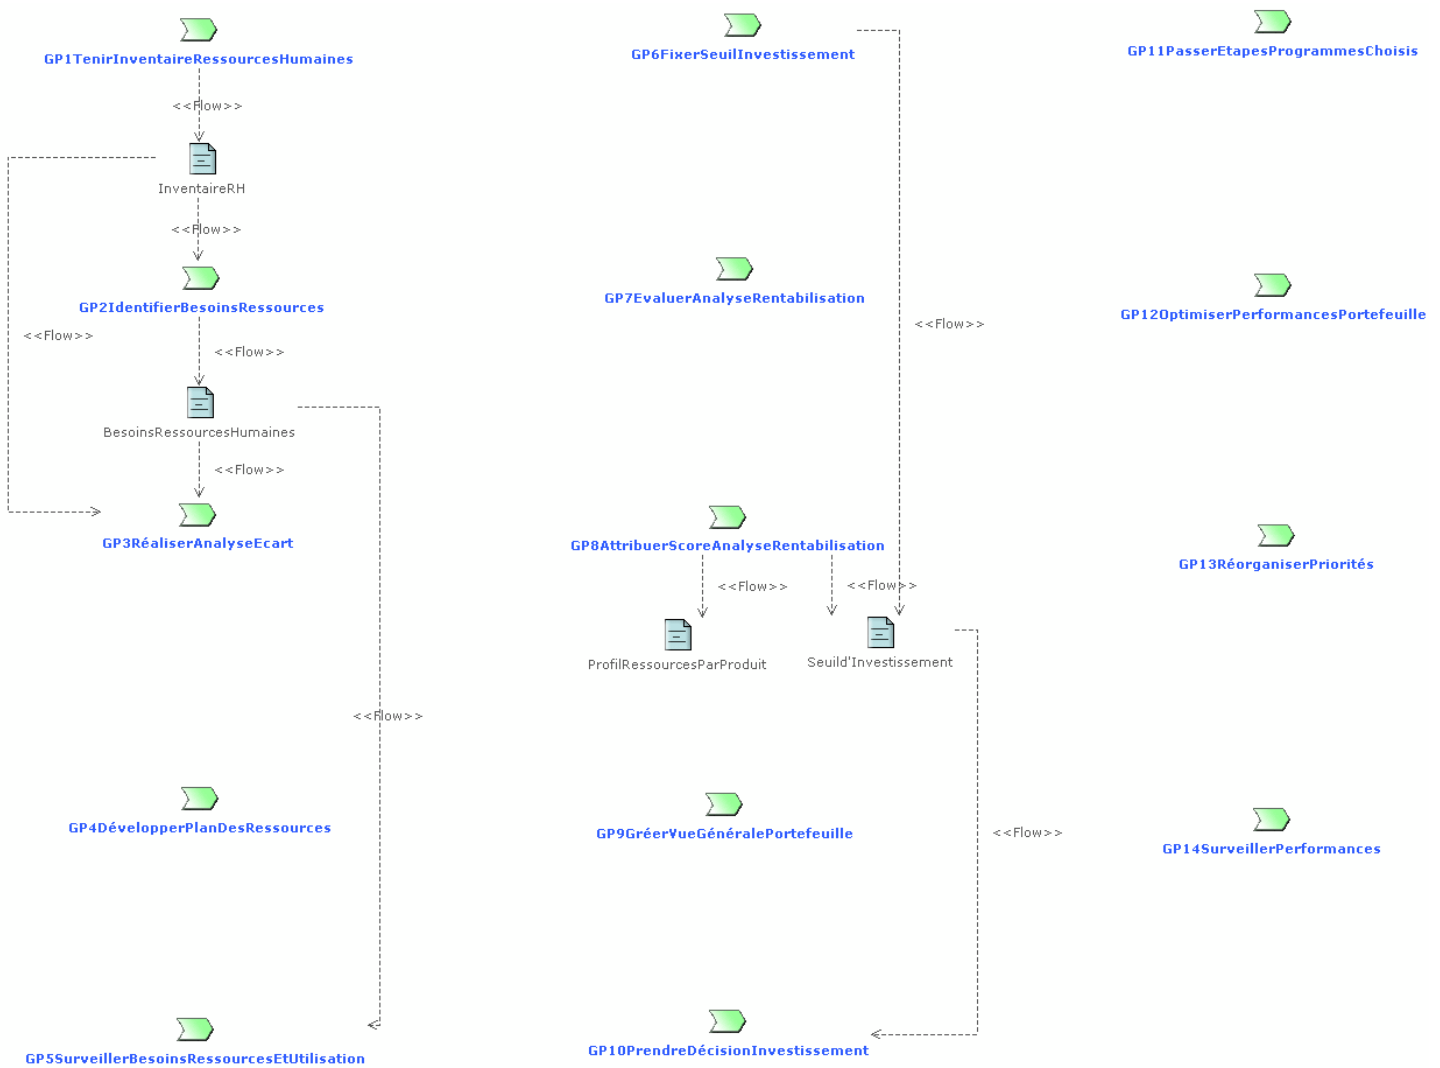 GP1TenirInventaireRessourcesHumaines
<<Flow>>
InventaireRH
<<Flow>>
GP2IdentifierBesoinsRessources
<<Flow>>
<<Flow>>
BesoinsRessourcesHumaines
<<Flow>>
GP3RéaliserAnalyseEcart
<<Flow>>
GP4DévelopperPlanDesRessources
GP5SurveillerBesoinsRessourcesEtUtilisation
GP6FixerSeuilInvestissement
GP7EvaluerAnalyseRentabilisation
<<Flow>>
GP8AttribuerScoreAnalyseRentabilisation
<<Flow>>
<<Flow>>
ProfilRessourcesParProduit
Seuild'Investissement
GP9GréerVueGénéralePortefeuille
<<Flow>>
GP10PrendreDécisionInvestissement
GP11PasserEtapesProgrammesChoisis
GP12OptimiserPerformancesPortefeuille
GP13RéorganiserPriorités
GP14SurveillerPerformances